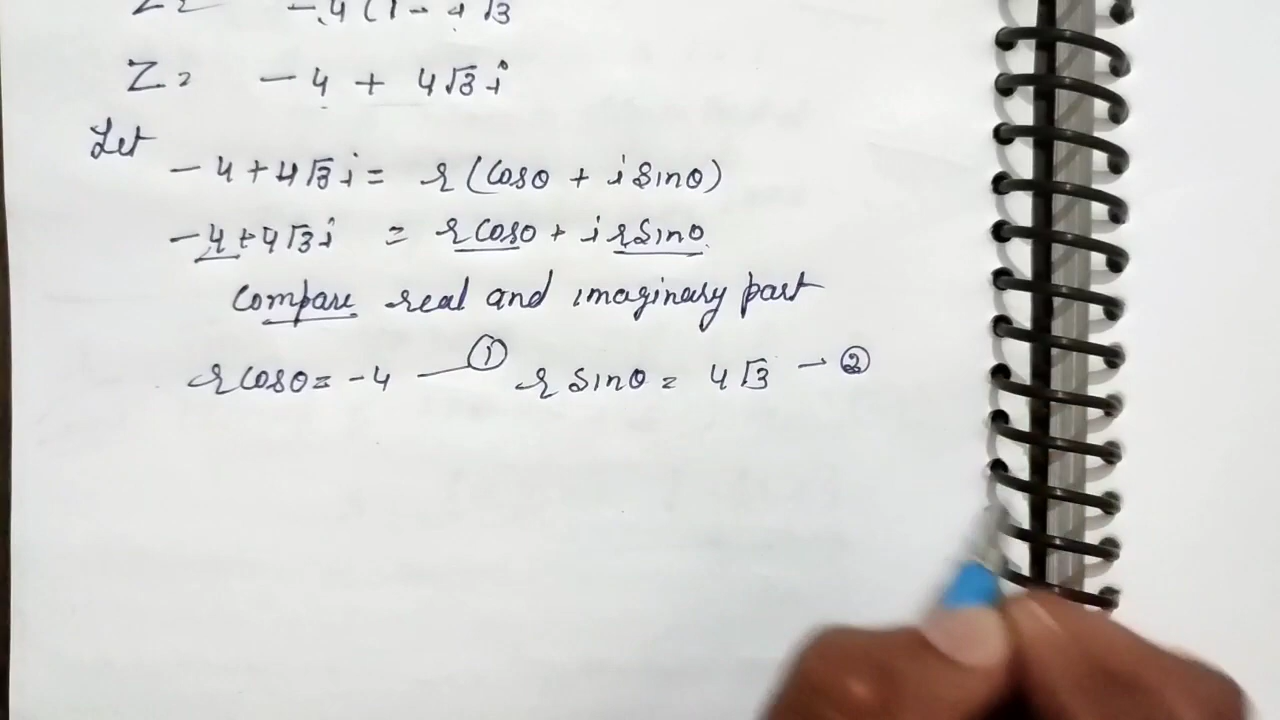 Z = -4 + 4√3 i
Let
-4 + 4√3 i = r (Cosθ + i Sinθ)
-4 + 4√3 i = r Cosθ + i r Sinθ
Compare real and imaginary part
r Cosθ = -4 — ① r Sinθ = 4√3 — ②